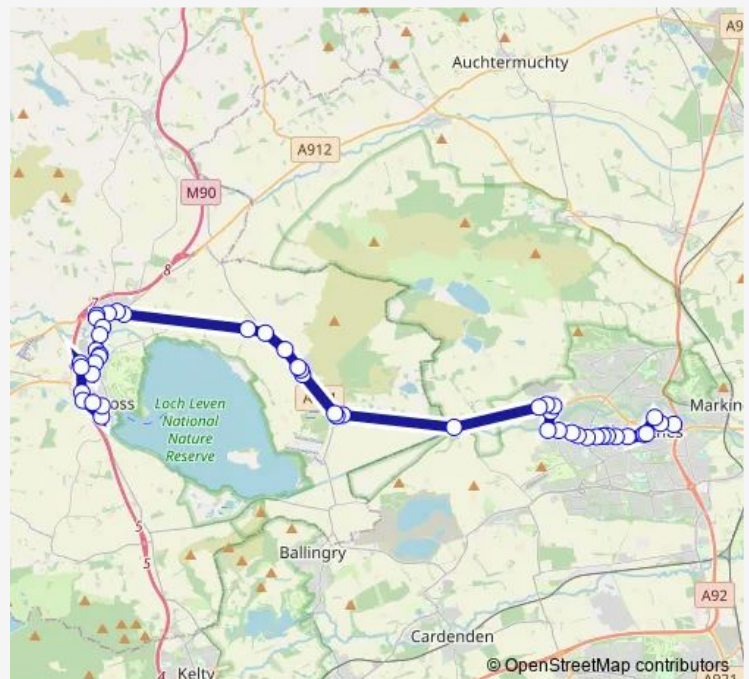 A9
Auchtermuchty
A912
M90
8
7
oss
Loch Leven
National
Nature
Reserve
Markin
5
5
Ballingry
A92
Cardenden
Kelty
4
© OpenStreetMap contributors